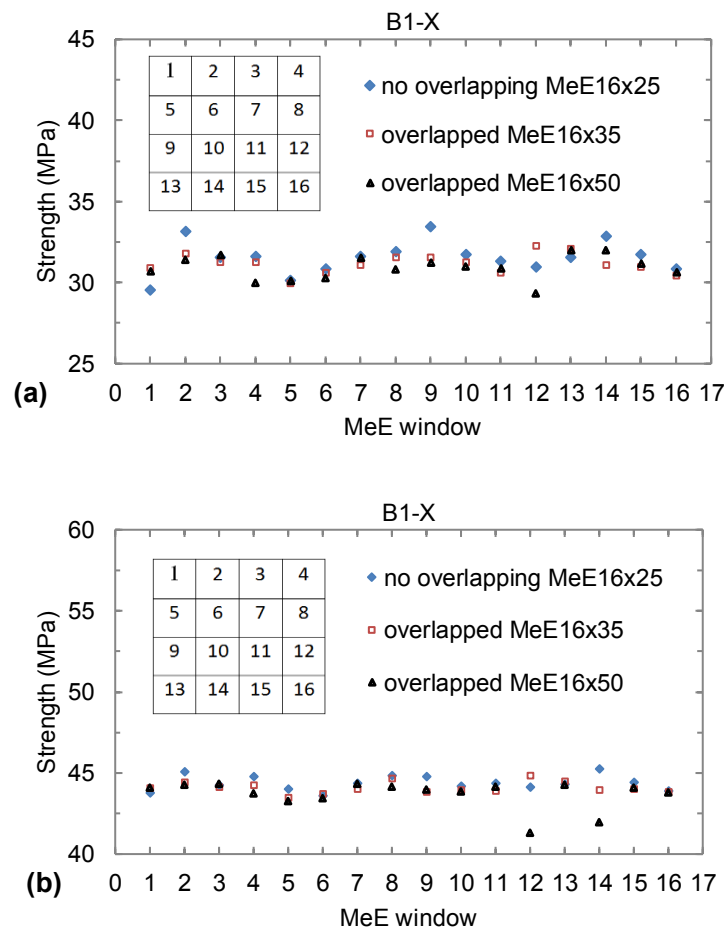 B1-X
45
40
35
30
25
Strength (MPa)
1 2 3 4
5 6 7 8
9 10 11 12
13 14 15 16
no overlapping MeE16x25
overlapped MeE16x35
overlapped MeE16x50
0 1 2 3 4 5 6 7 8 9 10 11 12 13 14 15 16 17
MeE window
(a)
B1-X
60
55
50
45
40
Strength (MPa)
1 2 3 4
5 6 7 8
9 10 11 12
13 14 15 16
no overlapping MeE16x25
overlapped MeE16x35
overlapped MeE16x50
0 1 2 3 4 5 6 7 8 9 10 11 12 13 14 15 16 17
MeE window
(b)